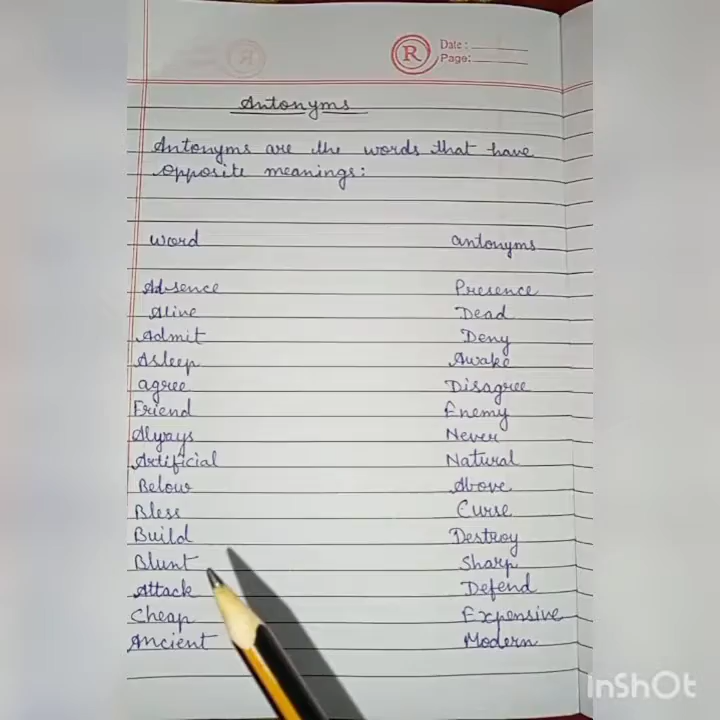 R Date:
Page:
Antonyms
Antonyms are the words that have
opposite meanings:
word antonyms
Absence Presence
Alive Dead
Admit Deny
Asleep Awake
agree Disagree
Friend Enemy
Always Never
Artificial Natural
Below Above
Bless Curse
Build Destroy
Blunt Sharp
Attack Defend
Cheap Expensive
Ancient Modern
InShOt